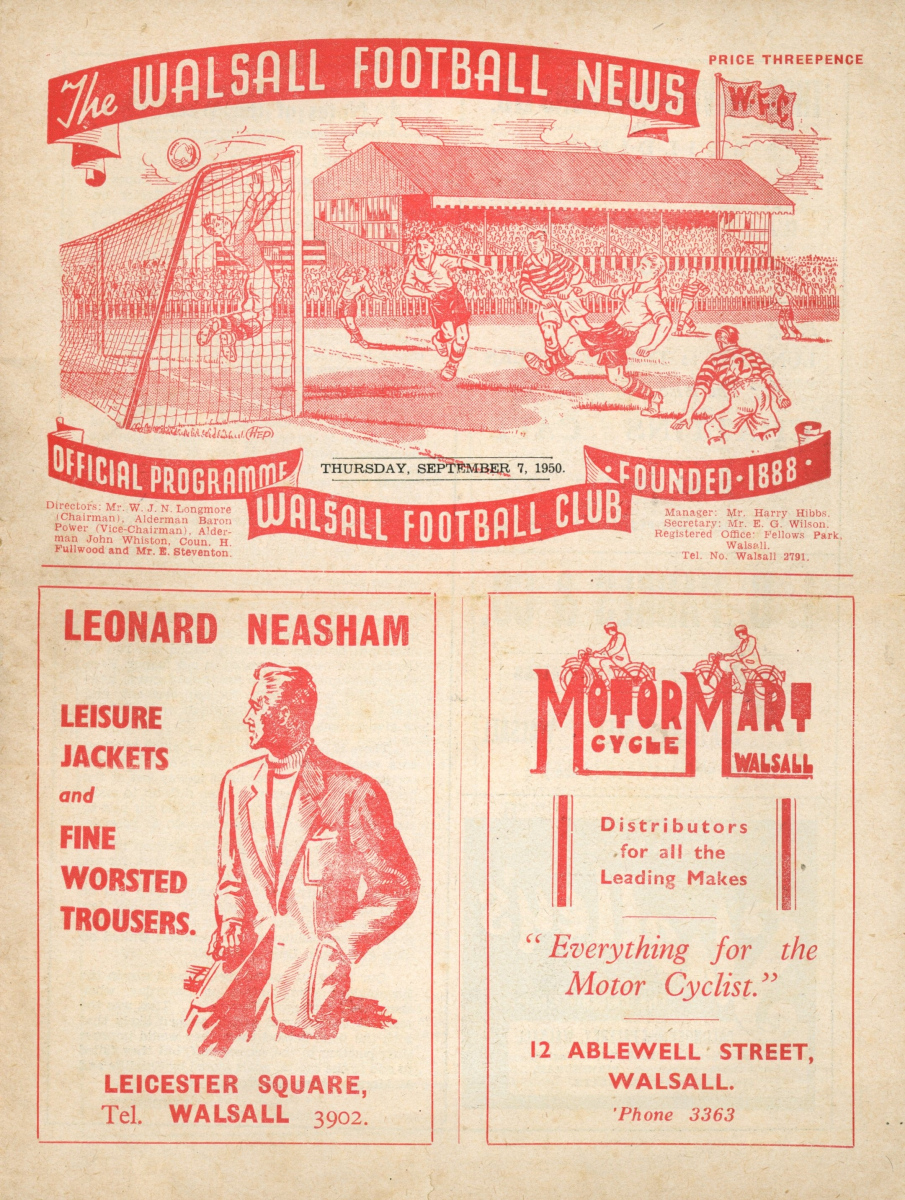 The WALSALL FOOTBALL NEWS
PRICE THREEPENCE
W.F.C
2
(HEP)
OFFICIAL PROGRAMME
THURSDAY, SEPTEMBER 7, 1950.
• FOUNDED • 1888 •
WALSALL FOOTBALL CLUB
Directors: Mr. W. J. N. Longmore
(Chairman), Alderman Baron
Power (Vice-Chairman), Alder-
man John Whiston, Coun. H.
Fullwood and Mr. E. Steventon.
Manager: Mr. Harry Hibbs.
Secretary: Mr. E. G. Wilson.
Registered Office: Fellows Park,
Walsall.
Tel. No. Walsall 2791.
LEONARD NEASHAM
LEISURE
JACKETS
and
FINE
WORSTED
TROUSERS.
LEICESTER SQUARE,
Tel. WALSALL 3902.
MOTOR MART
CYCLE
WALSALL
Distributors
for all the
Leading Makes
“Everything for the
Motor Cyclist.”
12 ABLEWELL STREET,
WALSALL.
'Phone 3363